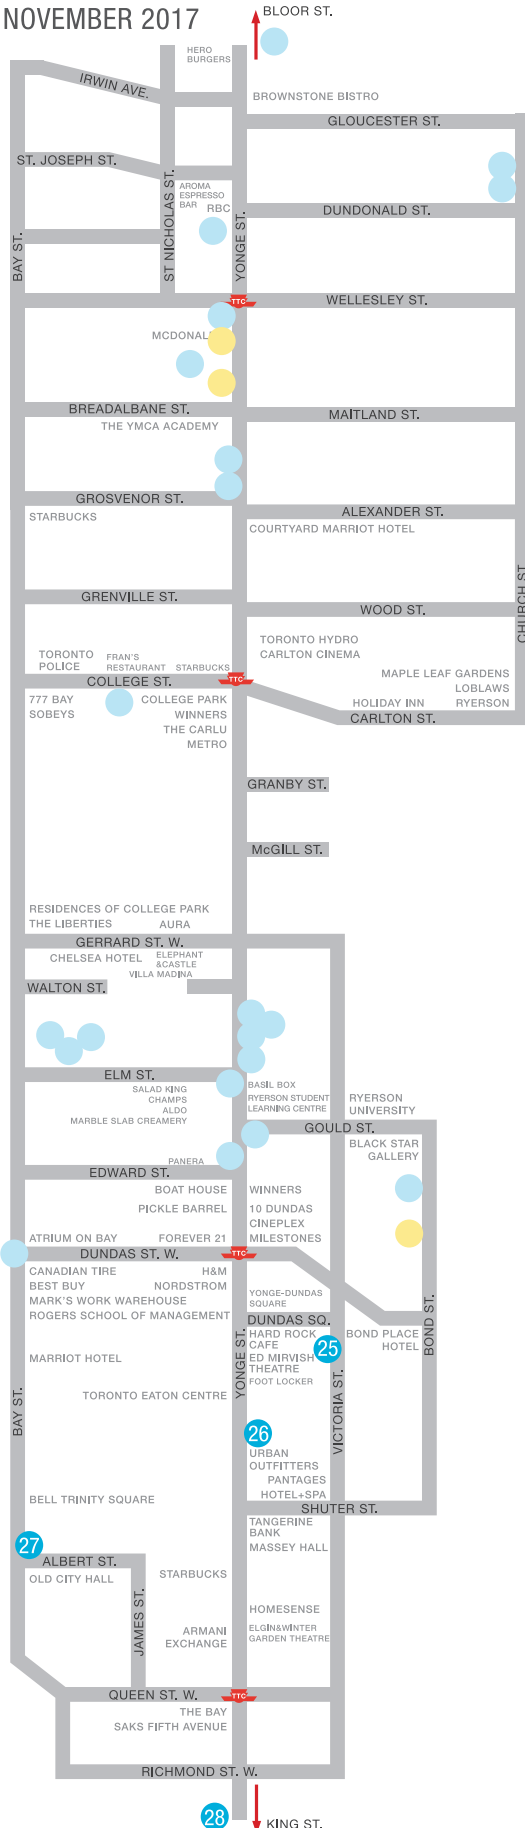 NOVEMBER 2017
BLOOR ST.
HERO
BURGERS
IRWIN AVE.
BROWNSTONE BISTRO
GLOUCESTER ST.
ST. JOSEPH ST.
ST NICHOLAS ST.
AROMA
ESPRESSO
BAR
RBC
DUNDONALD ST.
BAY ST.
YONGE ST.
TTC
WELLESLEY ST.
BREADALBANE ST.
MAITLAND ST.
THE YMCA ACADEMY
GROSVENOR ST.
ALEXANDER ST.
STARBUCKS
COURTYARD MARRIOT HOTEL
GRENVILLE ST.
WOOD ST.
CHURCH ST.
TORONTO HYDRO
CARLTON CINEMA
TORONTO
POLICE
FRAN'S
RESTAURANT
STARBUCKS
COLLEGE ST.
TTC
MAPLE LEAF GARDENS
LOBLAWS
HOLIDAY INN
RYERSON
CARLTON ST.
777 BAY
SOBEYS
COLLEGE PARK
WINNERS
THE CARLU
METRO
GRANBY ST.
McGILL ST.
RESIDENCES OF COLLEGE PARK
THE LIBERTIES
AURA
GERRARD ST. W.
CHELSEA HOTEL
ELEPHANT
&CASTLE
VILLA MADINA
WALTON ST.
ELM ST.
SALAD KING
CHAMPS
ALDO
MARBLE SLAB CREAMERY
BASIL BOX
RYERSON STUDENT
LEARNING CENTRE
RYERSON
UNIVERSITY
GOULD ST.
BLACK STAR
GALLERY
PANERA
EDWARD ST.
BOAT HOUSE
WINNERS
PICKLE BARREL
10 DUNDAS
CINEPLEX
ATRIUM ON BAY
FOREVER 21
MILESTONES
DUNDAS ST. W.
TTC
CANADIAN TIRE
H&M
BEST BUY
NORDSTROM
MARK'S WORK WAREHOUSE
ROGERS SCHOOL OF MANAGEMENT
YONGE-DUNDAS
SQUARE
DUNDAS SQ.
BOND ST.
HARD ROCK
CAFE
ED MIRVISH
THEATRE
FOOT LOCKER
25
BOND PLACE
HOTEL
MARRIOT HOTEL
YONGE ST.
VICTORIA ST.
BAY ST.
TORONTO EATON CENTRE
26
URBAN
OUTFITTERS
PANTAGES
HOTEL+SPA
BELL TRINITY SQUARE
SHUTER ST.
TANGERINE
BANK
MASSEY HALL
27
ALBERT ST.
OLD CITY HALL
STARBUCKS
JAMES ST.
HOMESENSE
ARMANI
EXCHANGE
ELGIN&WINTER
GARDEN THEATRE
QUEEN ST. W.
TTC
THE BAY
SAKS FIFTH AVENUE
RICHMOND ST. W.
28
KING ST.